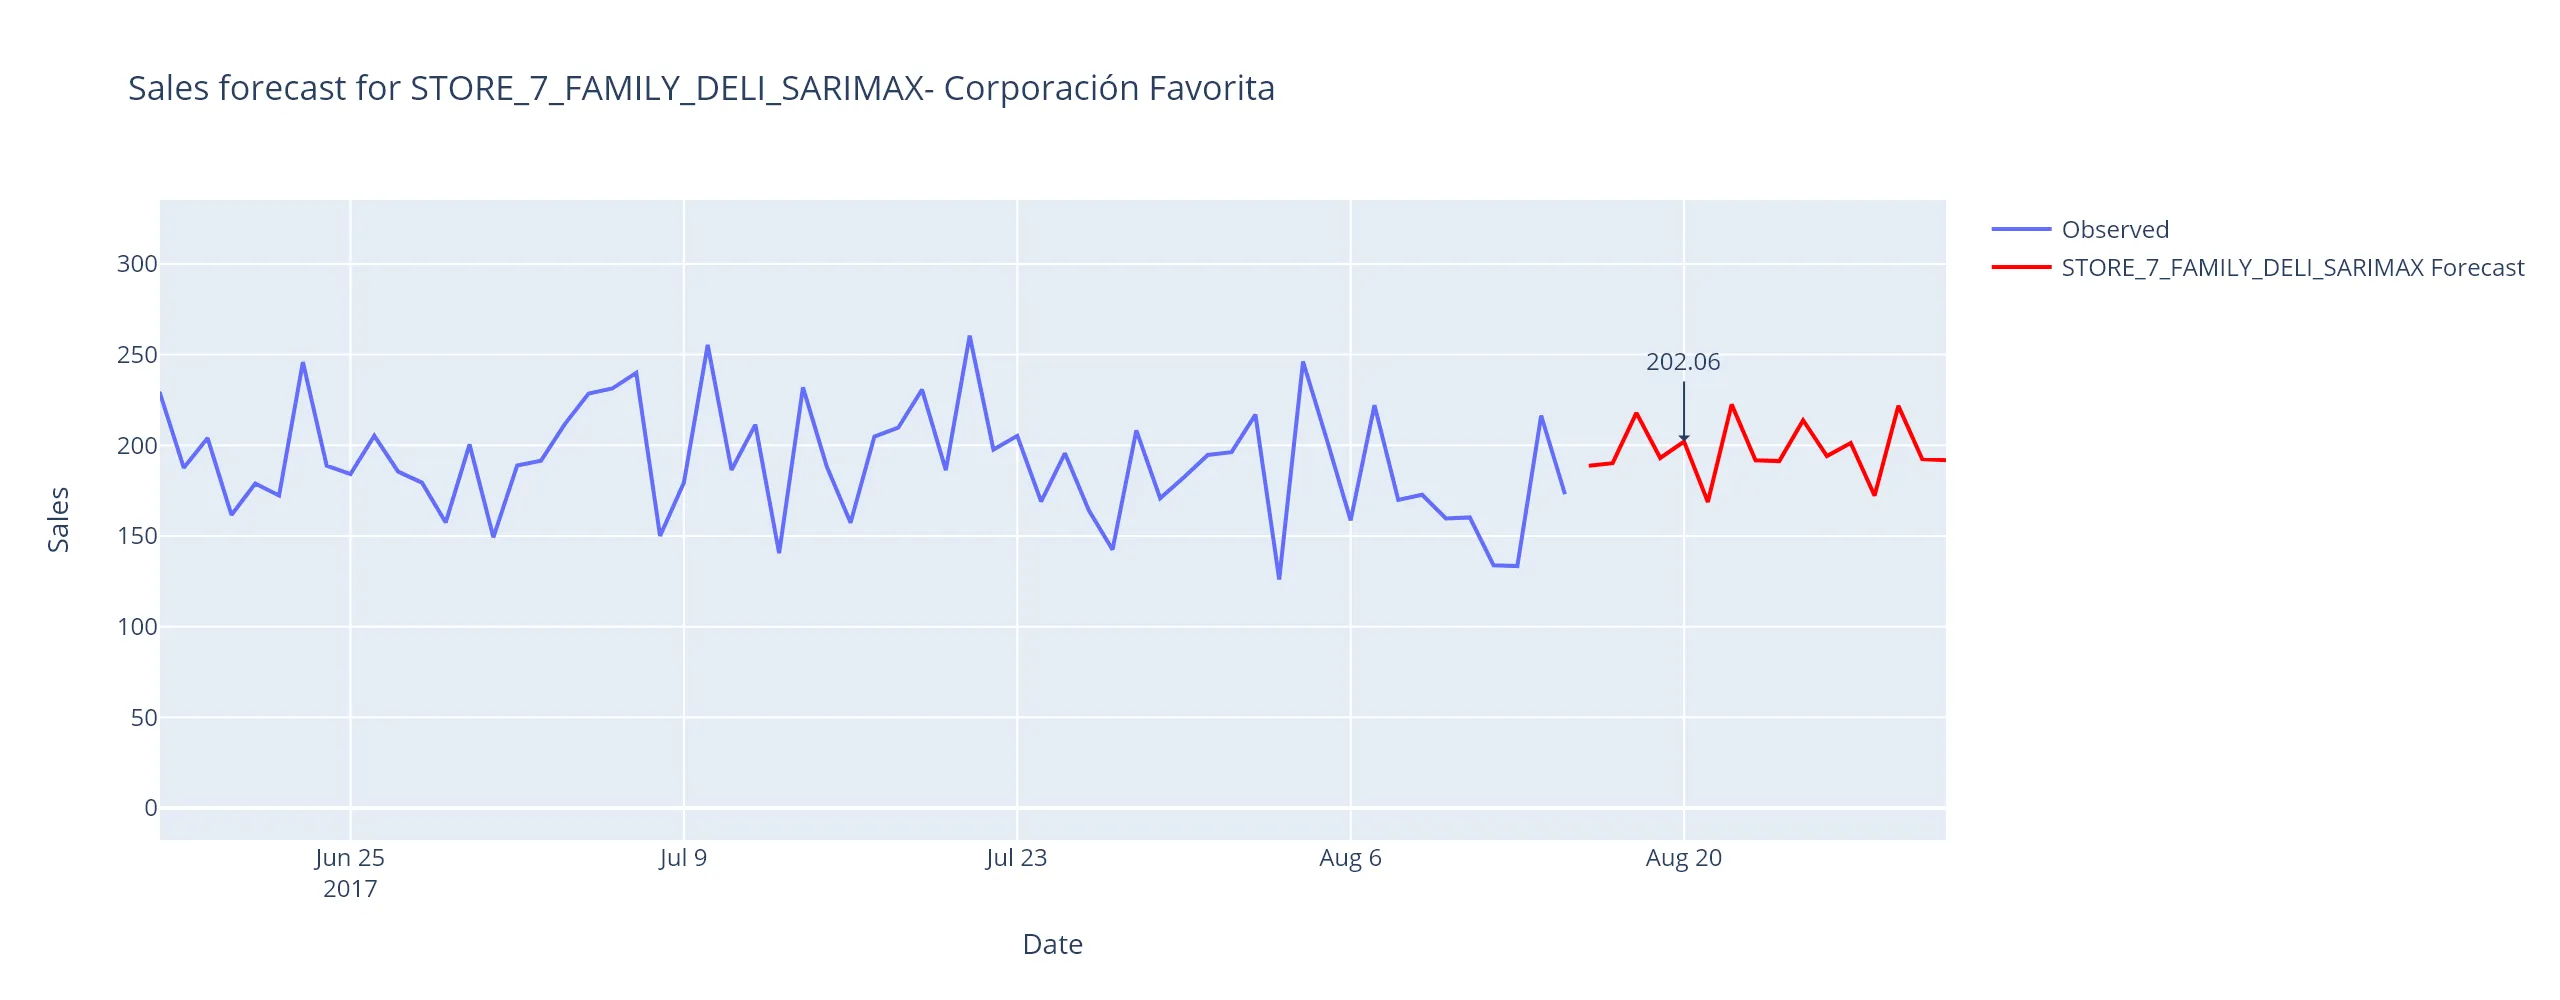 Sales forecast for STORE_7_FAMILY_DELI_SARIMAX- Corporación Favorita
Observed
STORE_7_FAMILY_DELI_SARIMAX Forecast
300
250
200
150
100
50
0
Sales
202.06
Jun 25
2017
Jul 9
Jul 23
Aug 6
Aug 20
Date